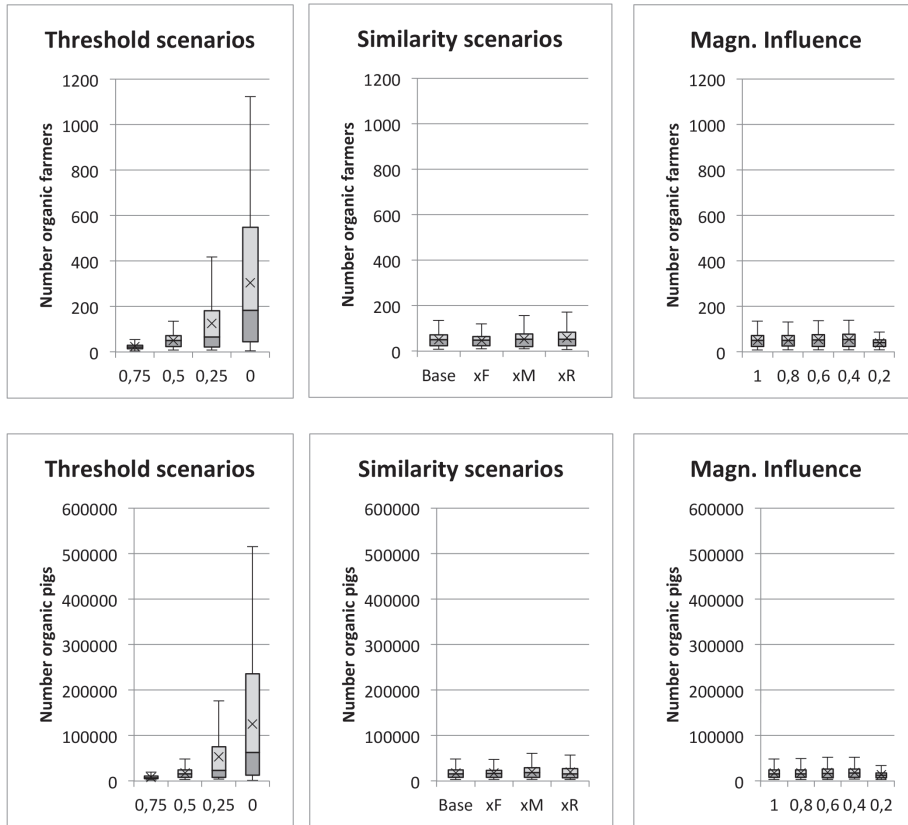 Threshold scenarios
Number organic farmers
1200
1000
800
600
400
200
0
0,75 0,5 0,25 0
Similarity scenarios
Number organic farmers
1200
1000
800
600
400
200
0
Base xF xM xR
Magn. Influence
Number organic farmers
1200
1000
800
600
400
200
0
1 0,8 0,6 0,4 0,2
Threshold scenarios
Number organic pigs
600000
500000
400000
300000
200000
100000
0
0,75 0,5 0,25 0
Similarity scenarios
Number organic pigs
600000
500000
400000
300000
200000
100000
0
Base xF xM xR
Magn. Influence
Number organic pigs
600000
500000
400000
300000
200000
100000
0
1 0,8 0,6 0,4 0,2